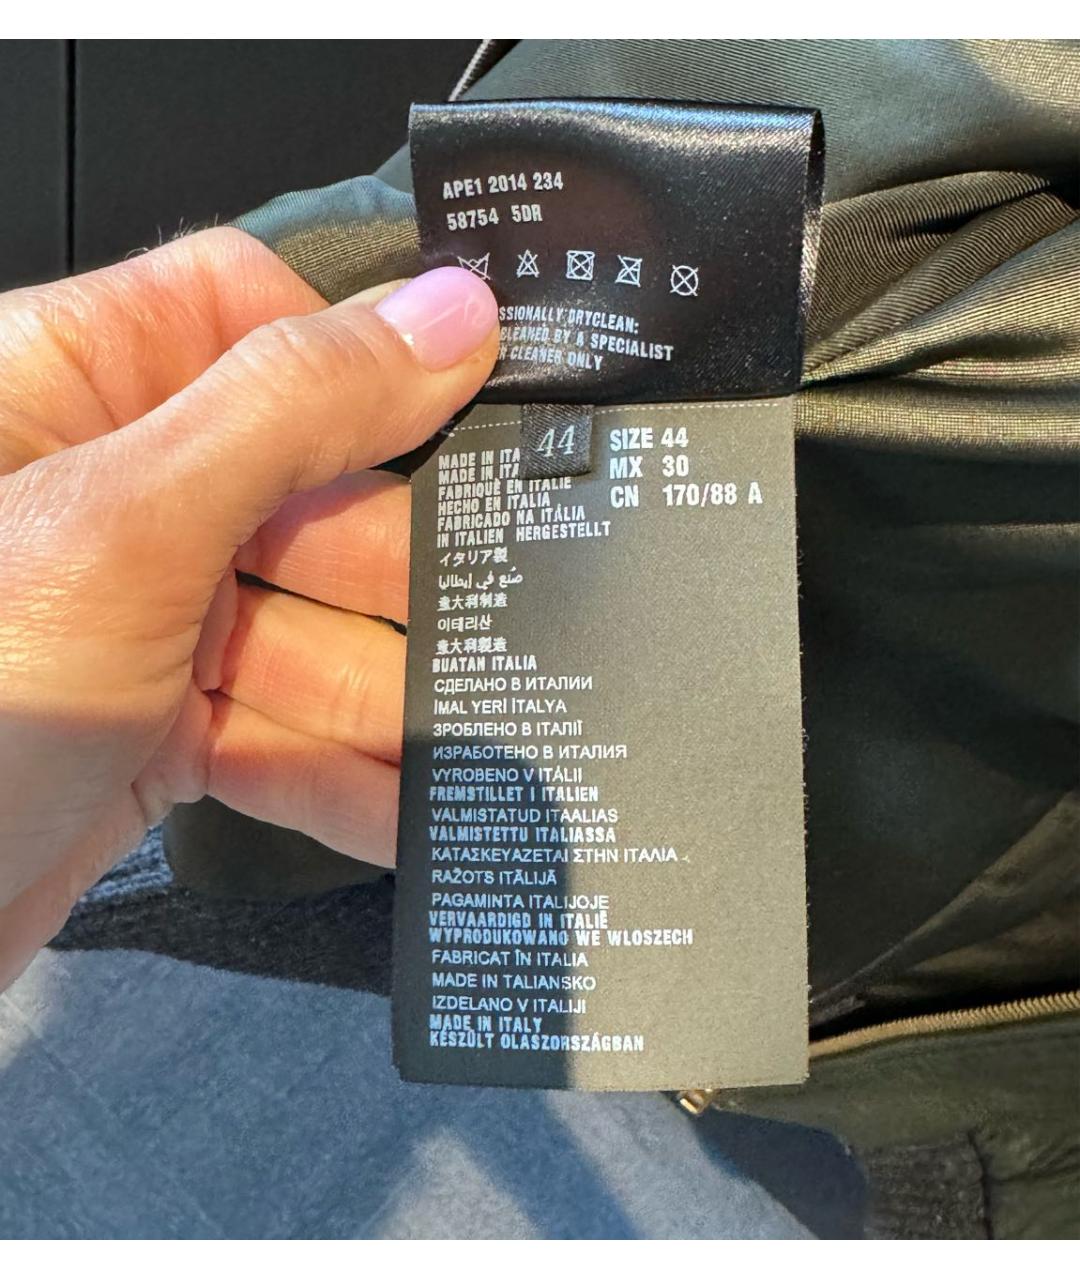 APE1 2014 234
58754 5DR
SSIONALLY DRYCLEAN:
CLEANED BY A SPECIALIST
CLEANER ONLY
44
SIZE 44
MX 30
CN 170/88 A
MADE IN ITA
MADE IN ITA
FABRIQUÉ EN ITALIE
HECHO EN ITALIA
FABRICADO NA ITÁLIA
IN ITALIEN HERGESTELLT
イタリア製
صُنع في إيطاليا
意大利制造
이테리산
意大利製造
BUATAN ITALIA
СДЕЛАНО В ИТАЛИИ
İMAL YERİ İTALYA
ЗРОБЛЕНО В ІТАЛІЇ
ИЗРАБОТЕНО В ИТАЛИЯ
VYROBENO V ITÁLII
FREMSTILLET I ITALIEN
VALMISTATUD ITAALIAS
VALMISTETTU ITALIASSA
ΚΑΤΑΣΚΕΥΑΖΕΤΑΙ ΣΤΗΝ ΙΤΑΛΙΑ
RAŽOTS ITĀLIJĀ
PAGAMINTA ITALIJOJE
VERVAARDIGD IN ITALIË
WYPRODUKOWANO WE WLOSZECH
FABRICAT ÎN ITALIA
MADE IN TALIANSKO
IZDELANO V ITALIJI
MADE IN ITALY
KÉSZÜLT OLASZORSZÁGBAN